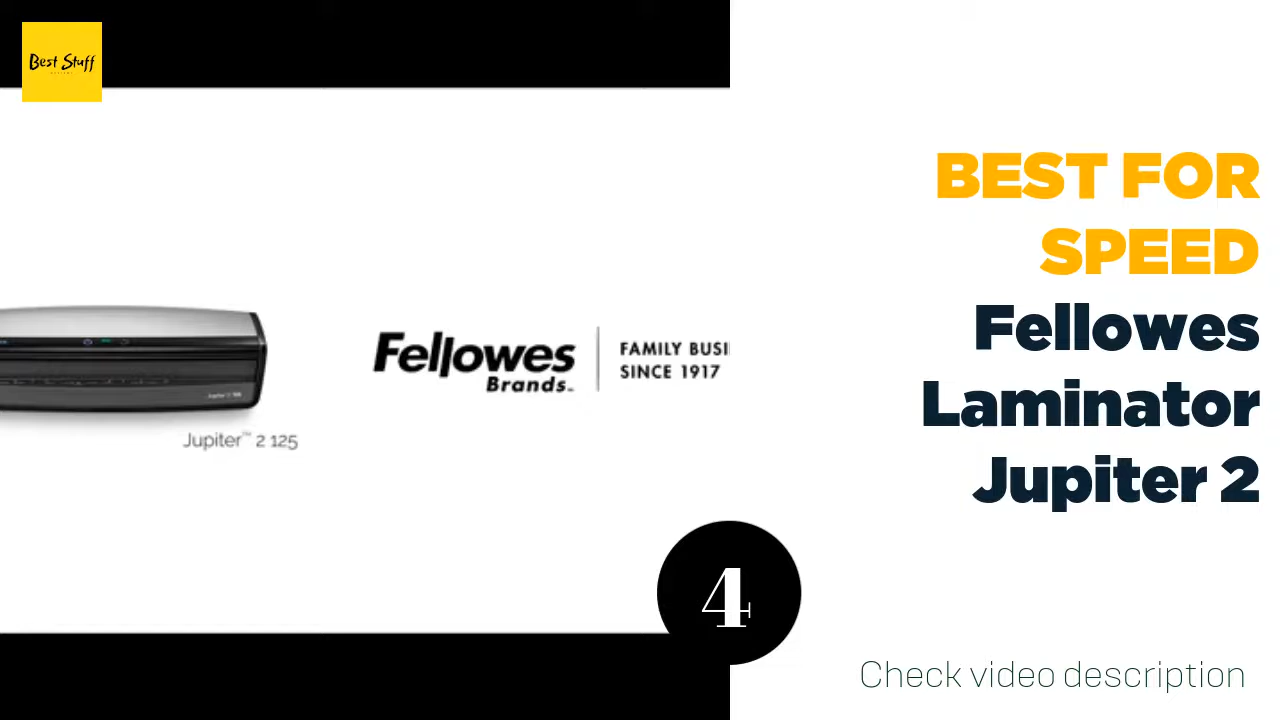 Best Stuff
BEST FOR
SPEED
Fellowes
Laminator
Jupiter 2
Fellowes
Brands™
FAMILY BUSI
SINCE 1917
Jupiter™ 2 125
4
Check video description